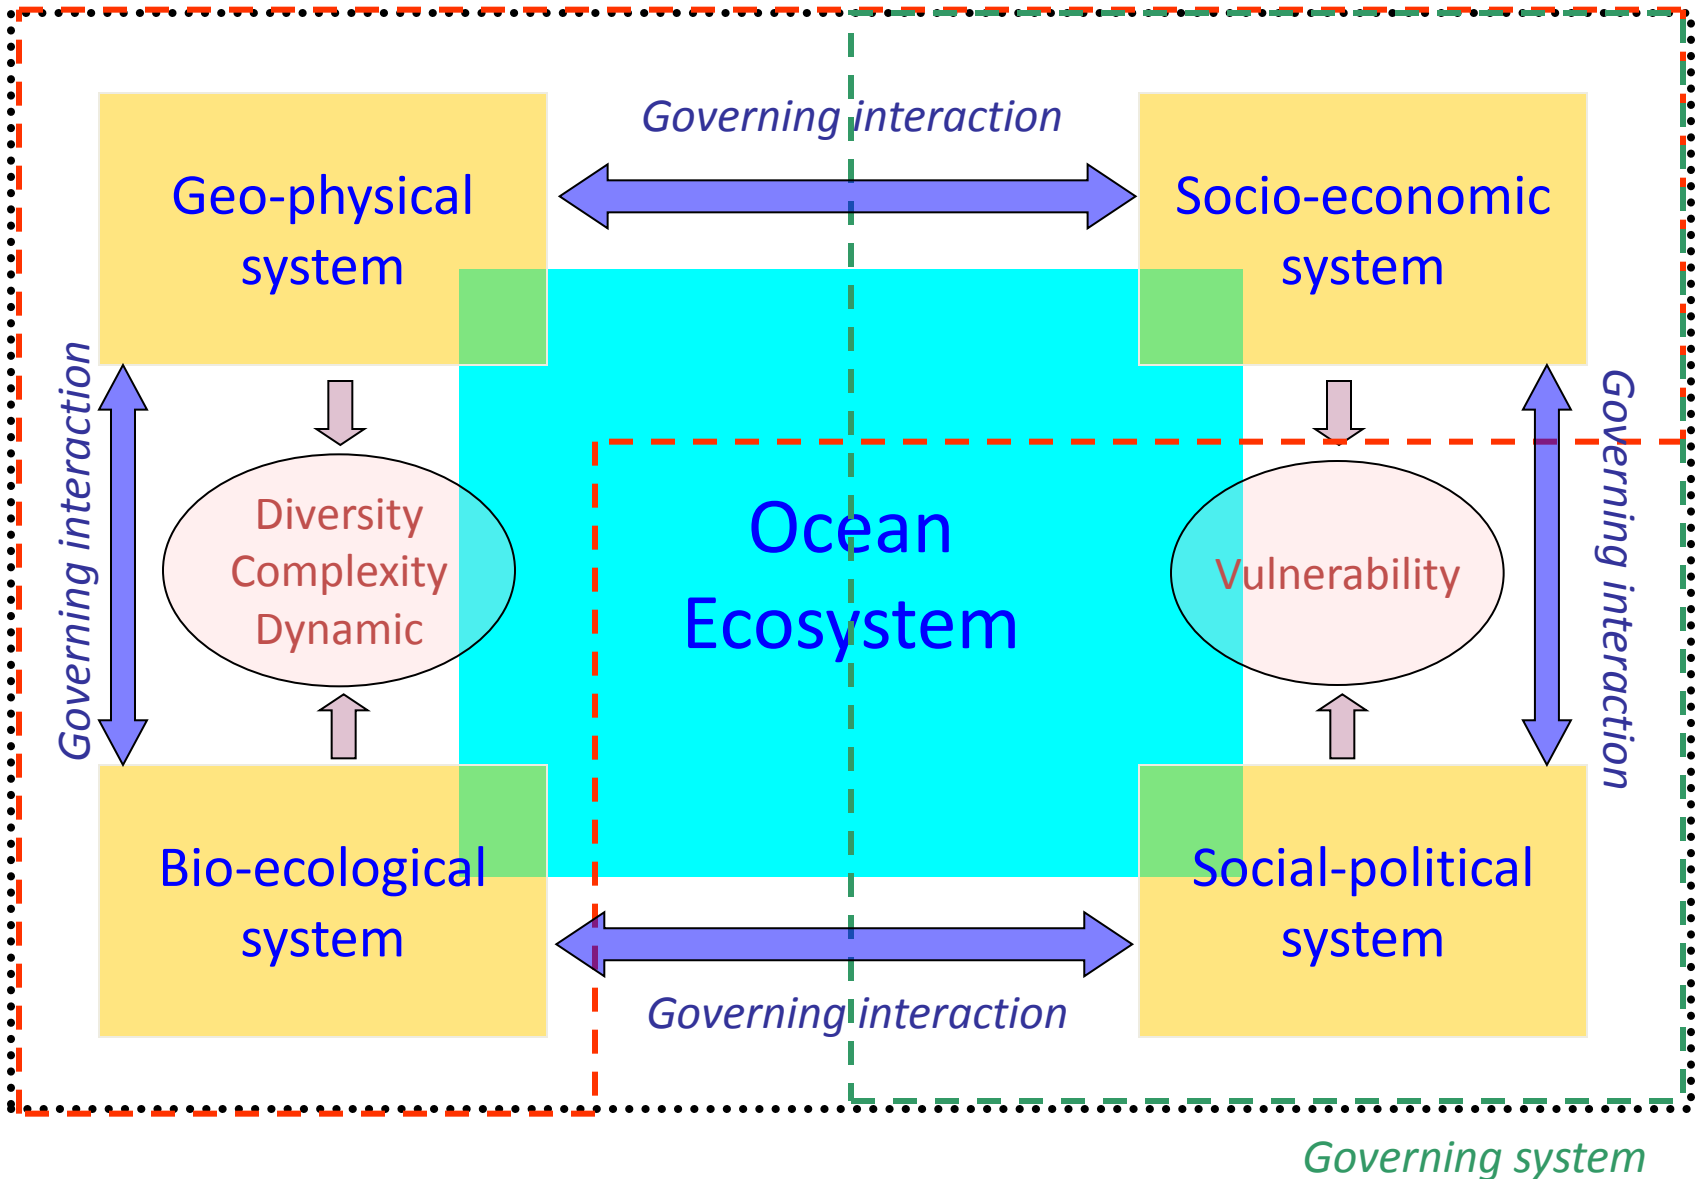 Governing interaction
Geo-physical
system
Socio-economic
system
Governing interaction
Diversity
Complexity
Dynamic
Ocean
Ecosystem
Vulnerability
Governing interaction
Bio-ecological
system
Social-political
system
Governing interaction
Governing system